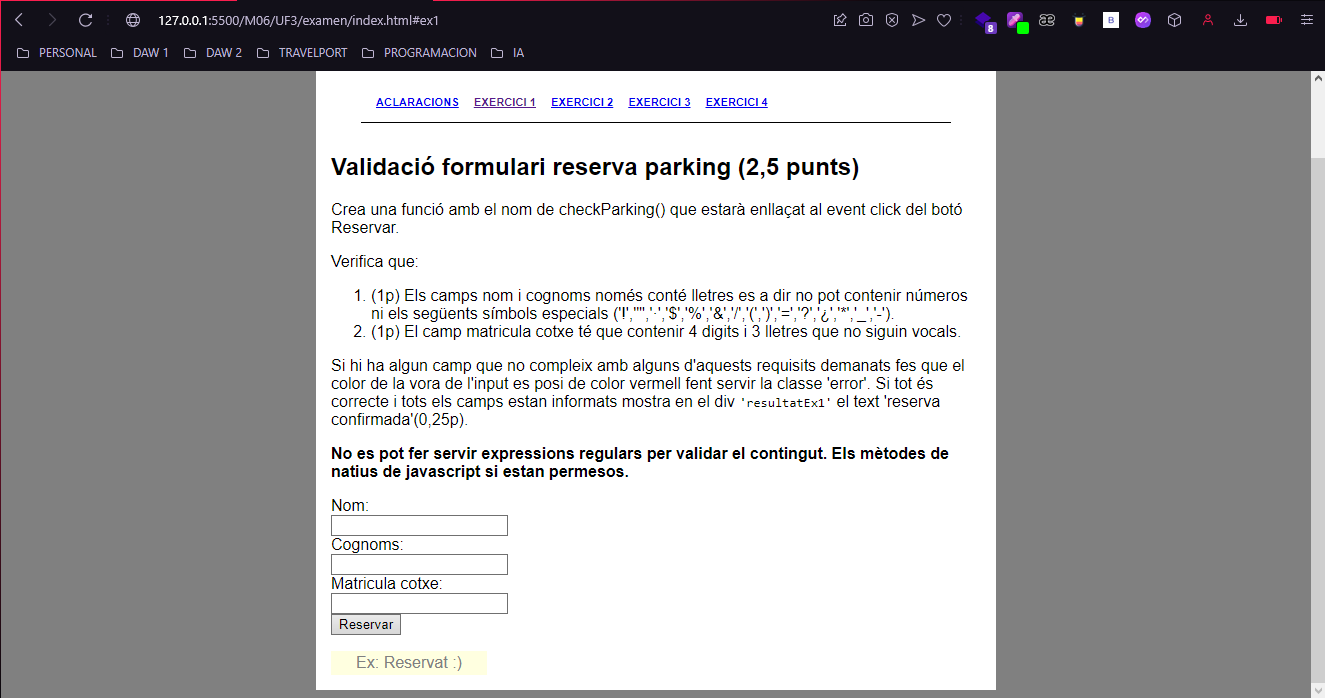 127.0.0.1:5500/M06/UF3/examen/index.html#ex1
8
B
PERSONAL DAW 1 DAW 2 TRAVELPORT PROGRAMACION IA
ACLARACIONS EXERCICI 1 EXERCICI 2 EXERCICI 3 EXERCICI 4
Validació formulari reserva parking (2,5 punts)
Crea una funció amb el nom de checkParking() que estarà enllaçat al event click del botó
Reservar.
Verifica que:
1. (1p) Els camps nom i cognoms només conté lletres es a dir no pot contenir números
ni els següents símbols especials ('!','"','·','$','%','&','/','(',')','=','?','¿','*','_','-').
2. (1p) El camp matricula cotxe té que contenir 4 digits i 3 lletres que no siguin vocals.
Si hi ha algun camp que no compleix amb alguns d'aquests requisits demanats fes que el
color de la vora de l'input es posi de color vermell fent servir la classe 'error'. Si tot és
correcte i tots els camps estan informats mostra en el div 'resultatEx1' el text 'reserva
confirmada'(0,25p).
No es pot fer servir expressions regulars per validar el contingut. Els mètodes de
natius de javascript si estan permesos.
Nom:
Cognoms:
Matricula cotxe:
Reservar
Ex: Reservat :)